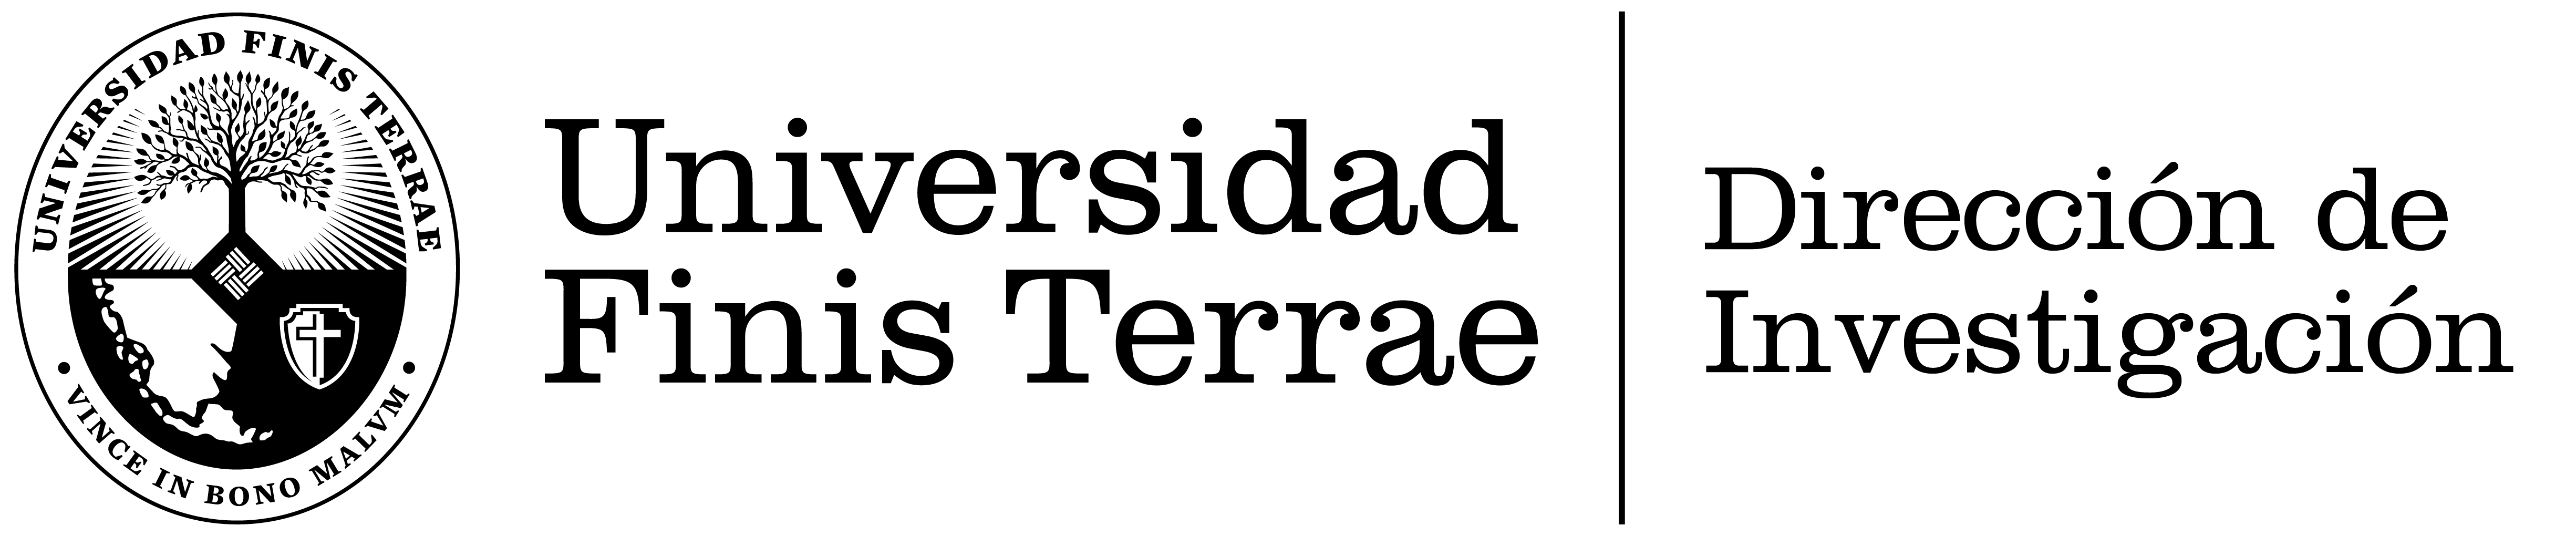 UNIVERSIDAD FINIS TERRAE
VINCE IN BONO MALVM
Universidad
Finis Terrae
Dirección de
Investigación